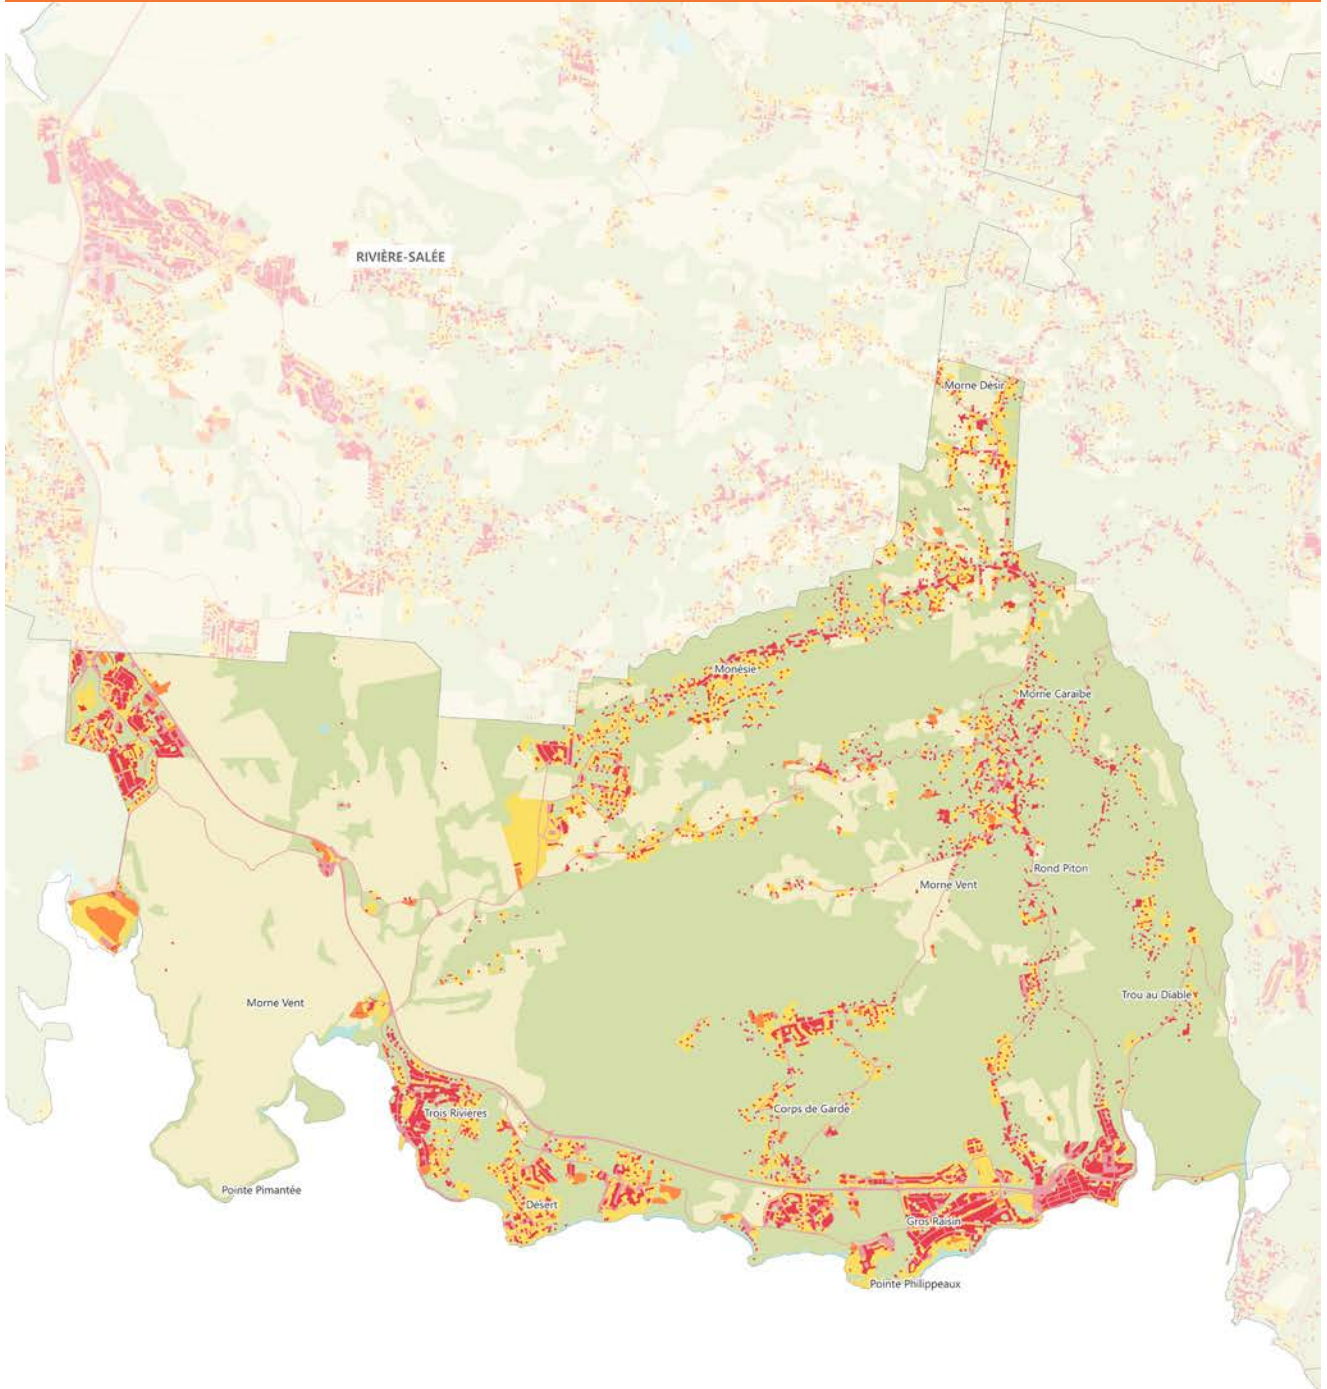 RIVIÈRE-SALÉE
Morne Désir
Monésie
Morne Caraïbe
Rond Piton
Morne Vent
Trou au Diable
Morne Vent
Corps de Garde
Trois Rivières
Pointe Pimantée
Désert
Gros Raisin
Pointe Philippeaux